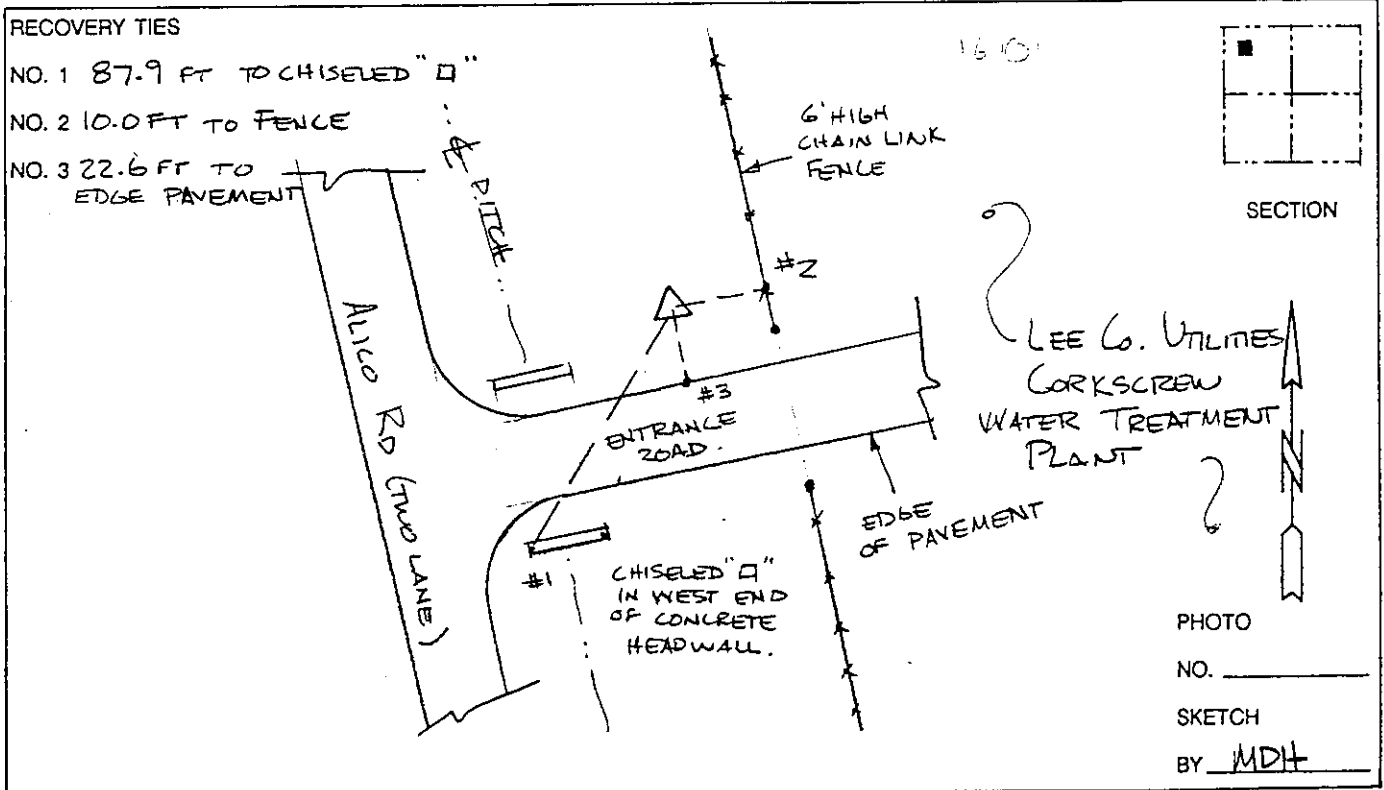 RECOVERY TIES
NO. 1 87.9 FT TO CHISELED "□"
NO. 2 10.0 FT TO FENCE
NO. 3 22.6 FT TO
EDGE PAVEMENT
℄ DITCH
6' HIGH
CHAIN LINK
FENCE
SECTION
#2
ALICO RD (TWO LANE)
#3
ENTRANCE
ROAD.
LEE CO. UTILITIES
CORKSCREW
WATER TREATMENT
PLANT
N
EDGE
OF PAVEMENT
#1
CHISELED "□"
IN WEST END
OF CONCRETE
HEADWALL.
PHOTO
NO.
SKETCH
BY MDH